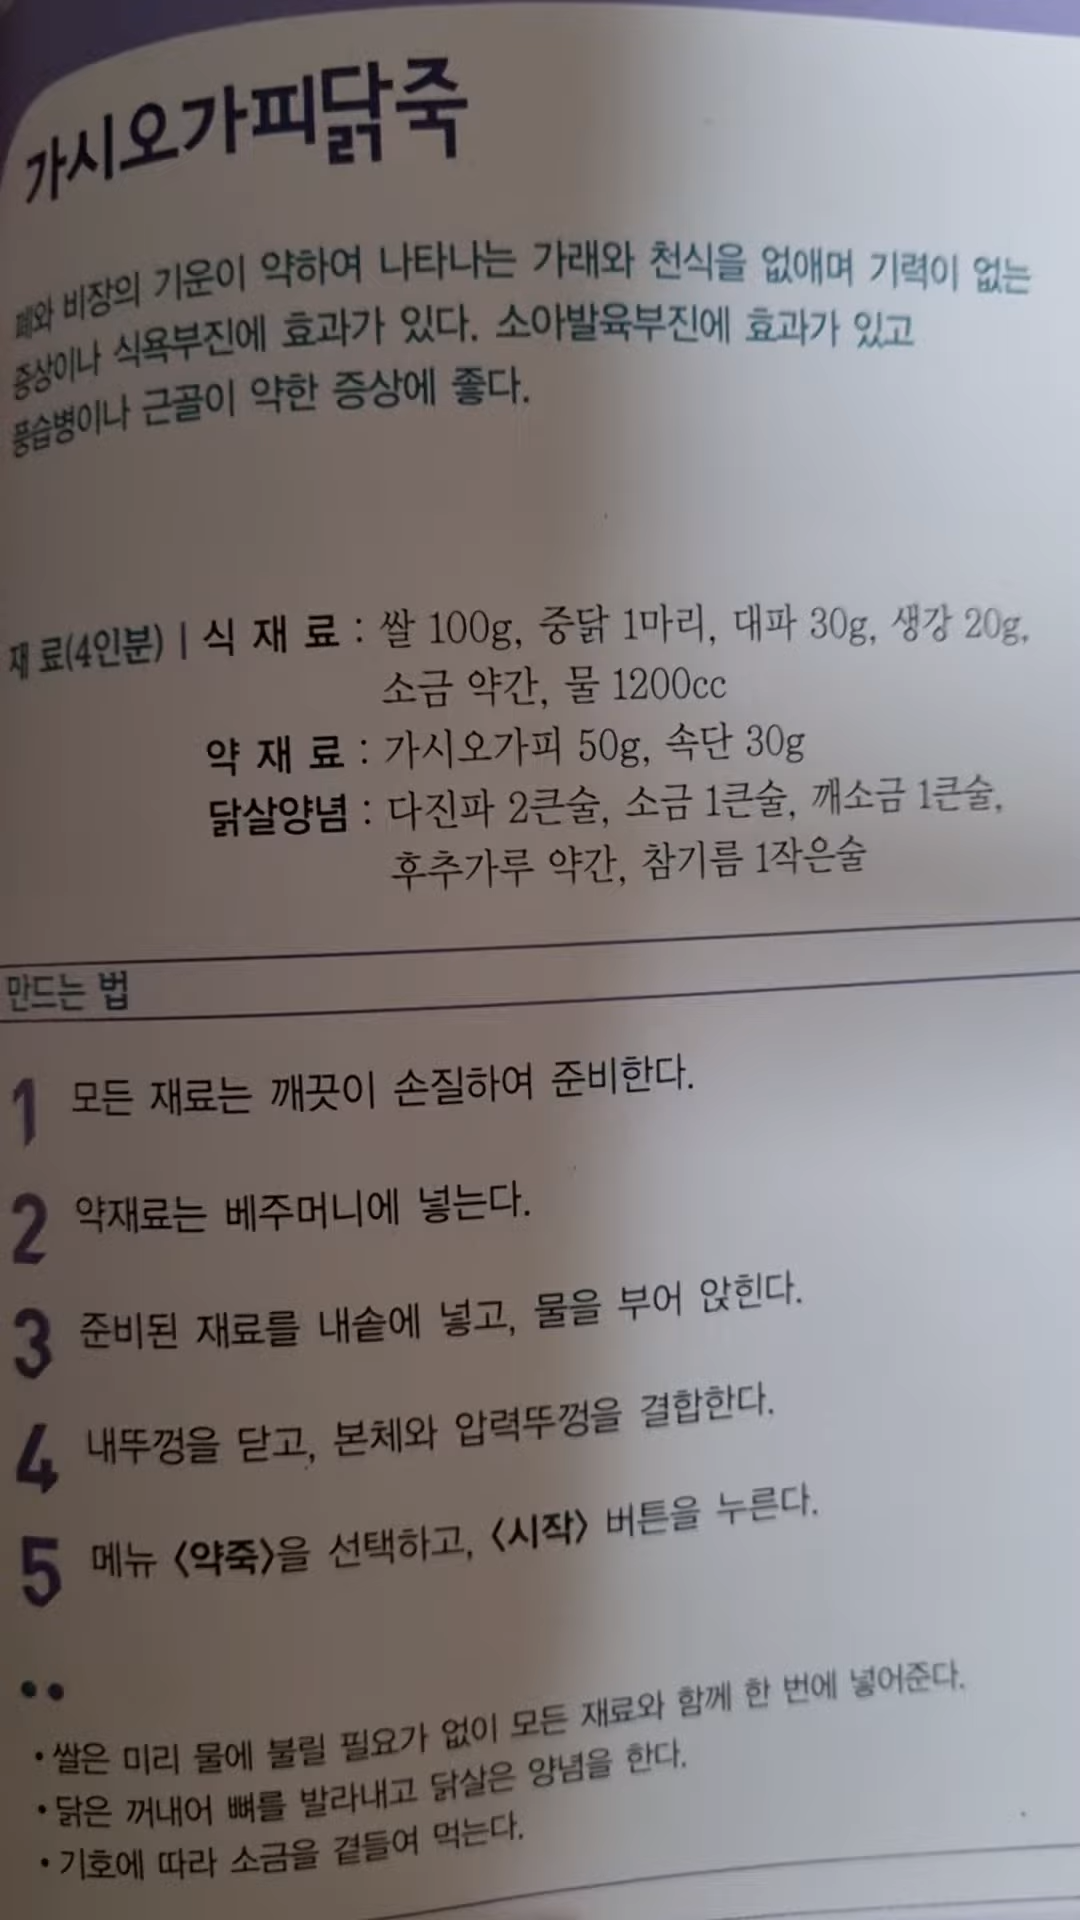 가시오가피닭죽
폐와 비장의 기운이 약하여 나타나는 가래와 천식을 없애며 기력이 없는
증상이나 식욕부진에 효과가 있다. 소아발육부진에 효과가 있고
풍습병이나 근골이 약한 증상에 좋다.
재 료(4인분) | 식 재 료 : 쌀 100g, 중닭 1마리, 대파 30g, 생강 20g,
소금 약간, 물 1200cc
약 재 료 : 가시오가피 50g, 속단 30g
닭살양념 : 다진파 2큰술, 소금 1큰술, 깨소금 1큰술,
후추가루 약간, 참기름 1작은술
만드는 법
1 모든 재료는 깨끗이 손질하여 준비한다.
2 약재료는 베주머니에 넣는다.
3 준비된 재료를 내솥에 넣고, 물을 부어 앉힌다.
4 내뚜껑을 닫고, 본체와 압력뚜껑을 결합한다.
5 메뉴 〈약죽〉을 선택하고, 〈시작〉 버튼을 누른다.
• 쌀은 미리 물에 불릴 필요가 없이 모든 재료와 함께 한 번에 넣어준다.
• 닭은 꺼내어 뼈를 발라내고 닭살은 양념을 한다.
• 기호에 따라 소금을 곁들여 먹는다.